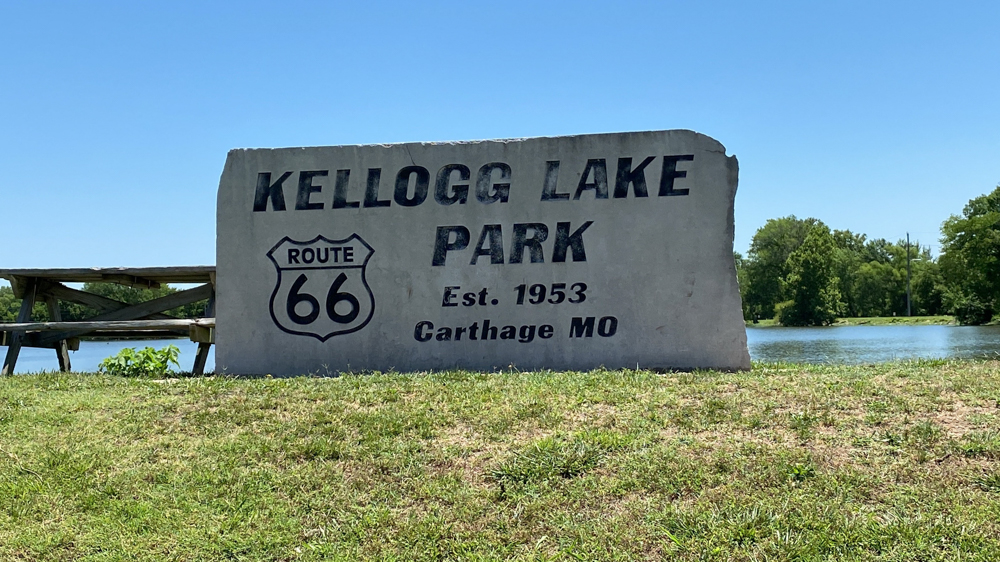 KELLOGG LAKE
PARK
ROUTE
66
Est. 1953
Carthage MO